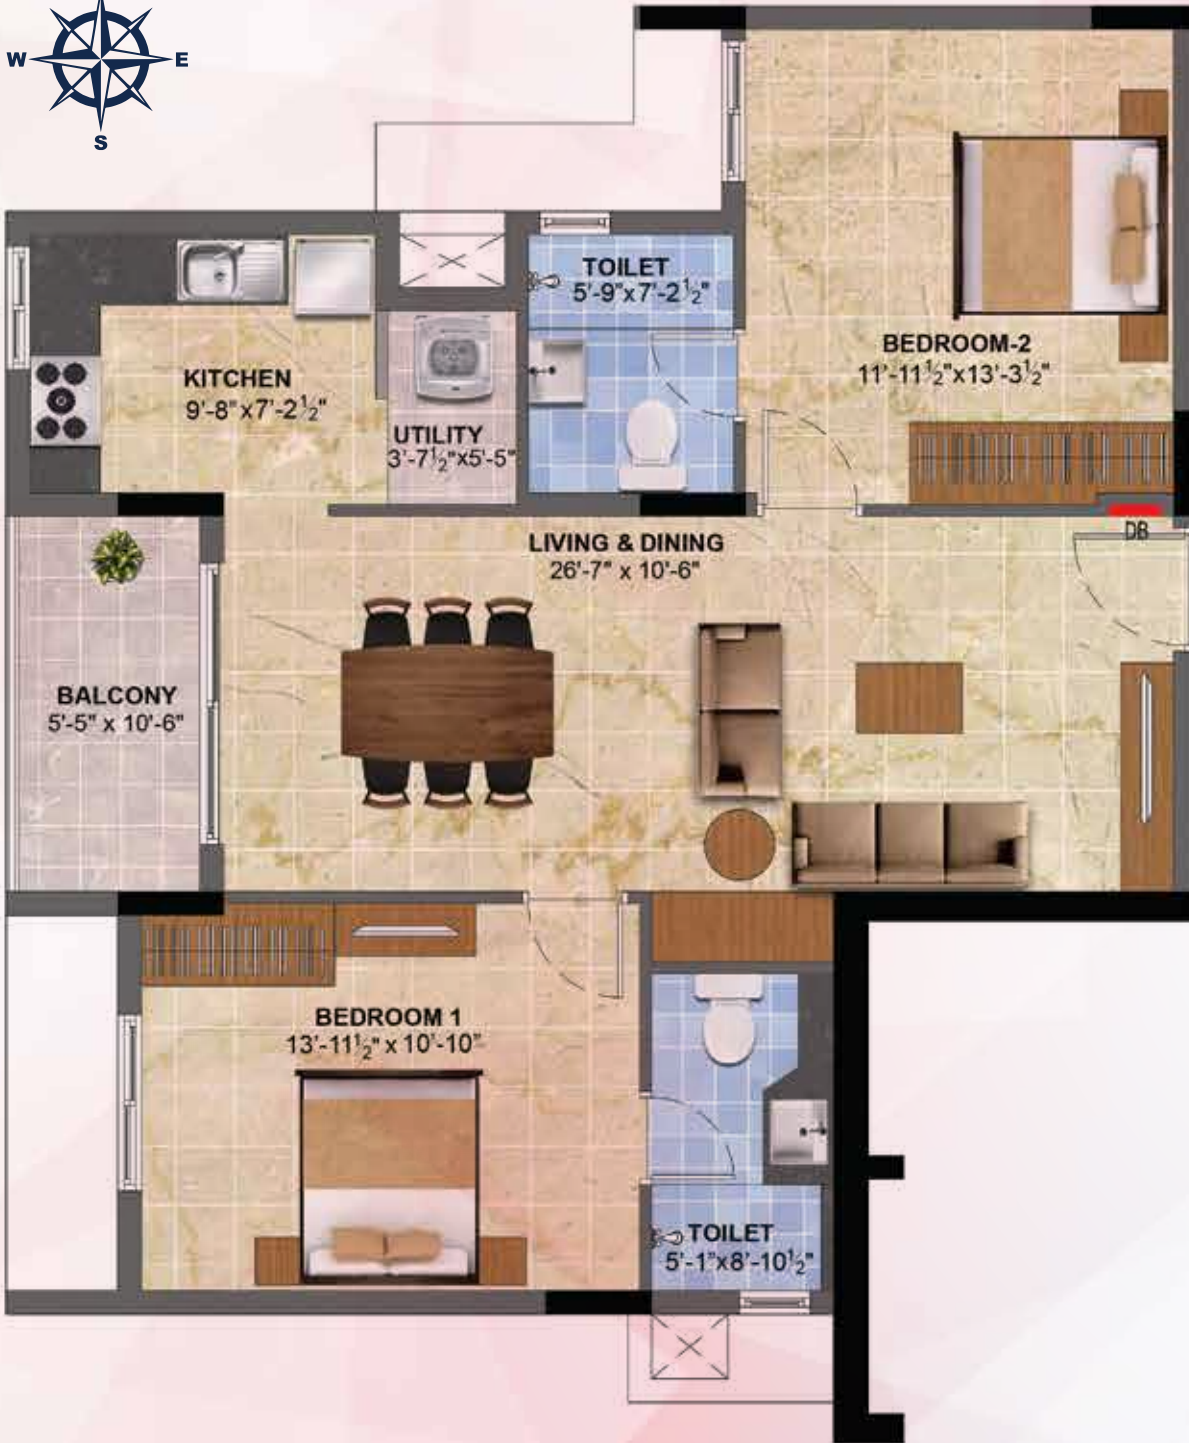 W E
S
TOILET
5'-9"x7'-2½"
BEDROOM-2
11'-11½"x13'-3½"
KITCHEN
9'-8"x7'-2½"
UTILITY
3'-7½"x5'-5"
DB
LIVING & DINING
26'-7" x 10'-6"
BALCONY
5'-5" x 10'-6"
BEDROOM 1
13'-11½" x 10'-10"
TOILET
5'-1"x8'-10½"